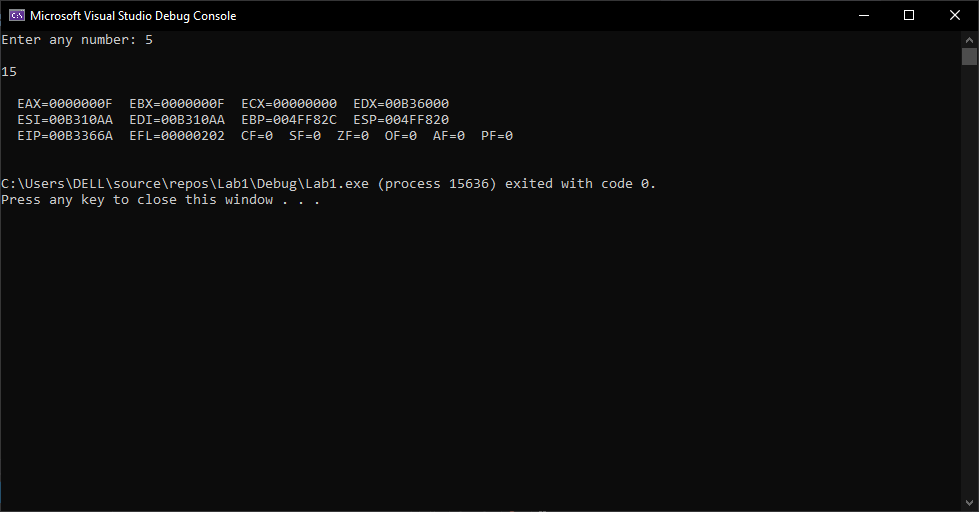 Microsoft Visual Studio Debug Console
Enter any number: 5
15
EAX=0000000F  EBX=0000000F  ECX=00000000  EDX=00B36000
ESI=00B310AA  EDI=00B310AA  EBP=004FF82C  ESP=004FF820
EIP=00B3366A  EFL=00000202  CF=0  SF=0  ZF=0  OF=0  AF=0  PF=0
C:\Users\DELL\source\repos\Lab1\Debug\Lab1.exe (process 15636) exited with code 0.
Press any key to close this window . . .